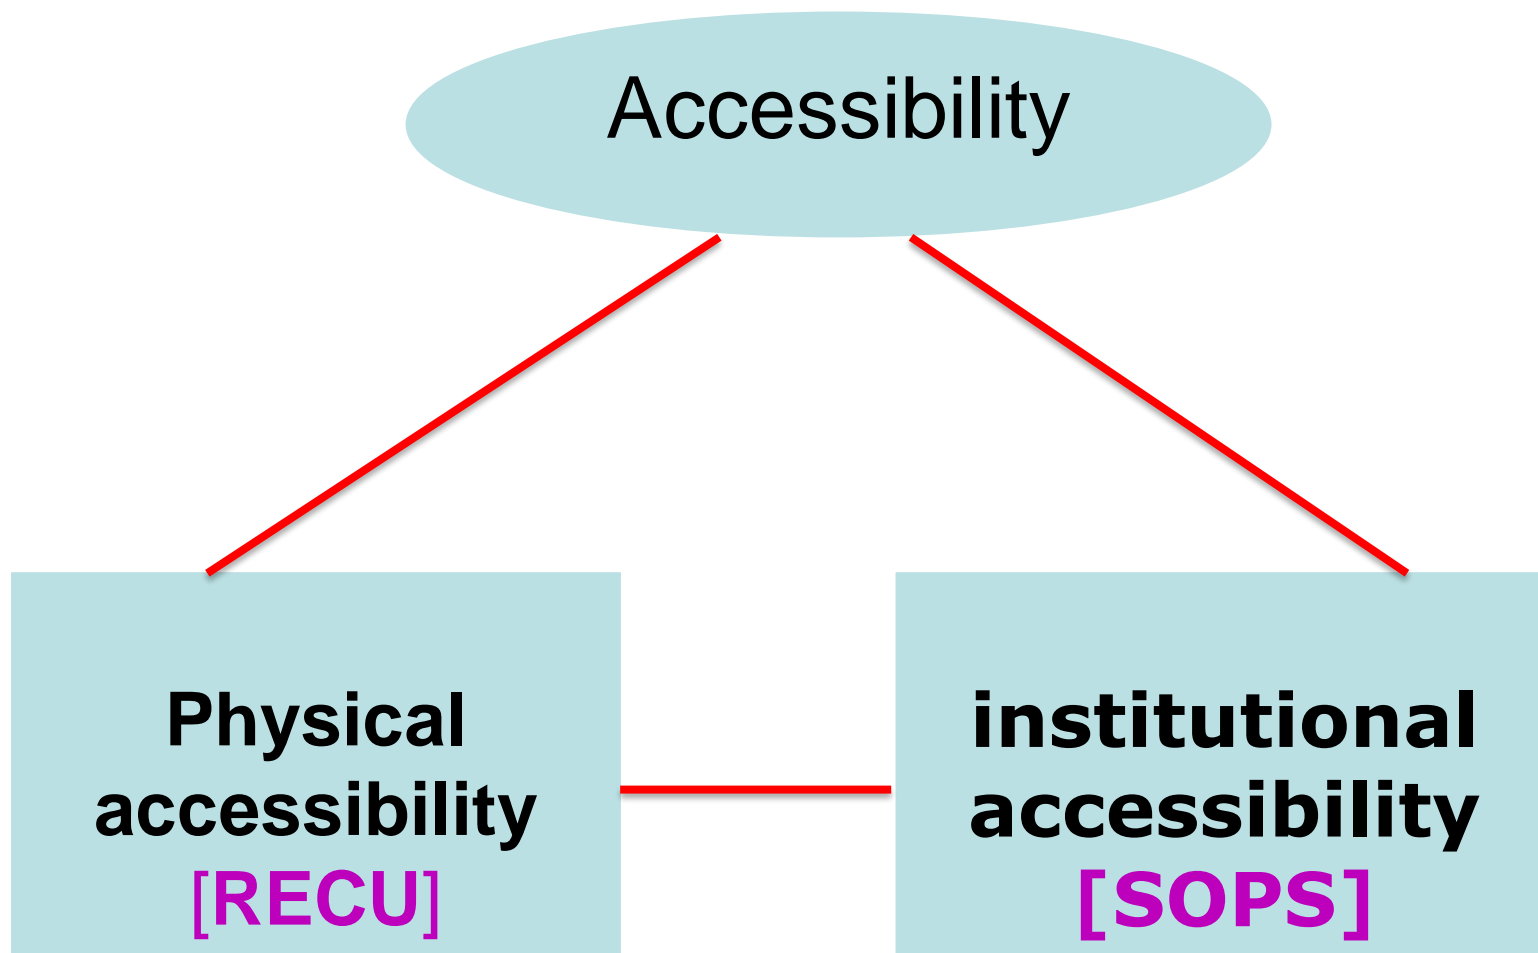 Accessibility
Physical
accessibility
[RECU]
institutional
accessibility
[SOPS]